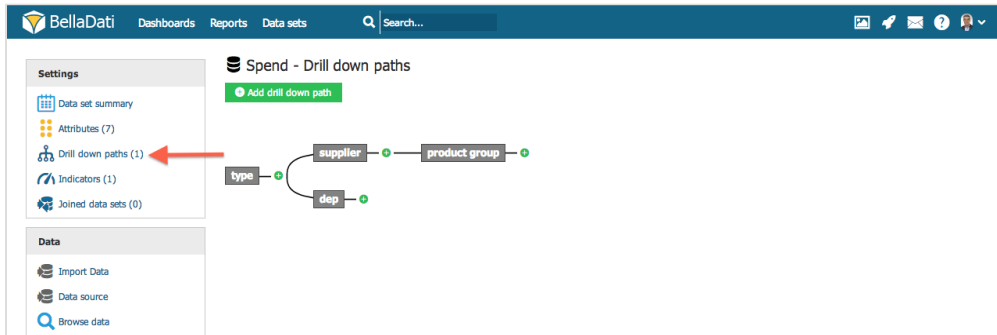 BellaDati Dashboards Reports Data sets Search...
Settings
Data set summary
Attributes (7)
Drill down paths (1)
Indicators (1)
Joined data sets (0)
Data
Import Data
Data source
Browse data
Spend - Drill down paths
Add drill down path
supplier product group
type
dep